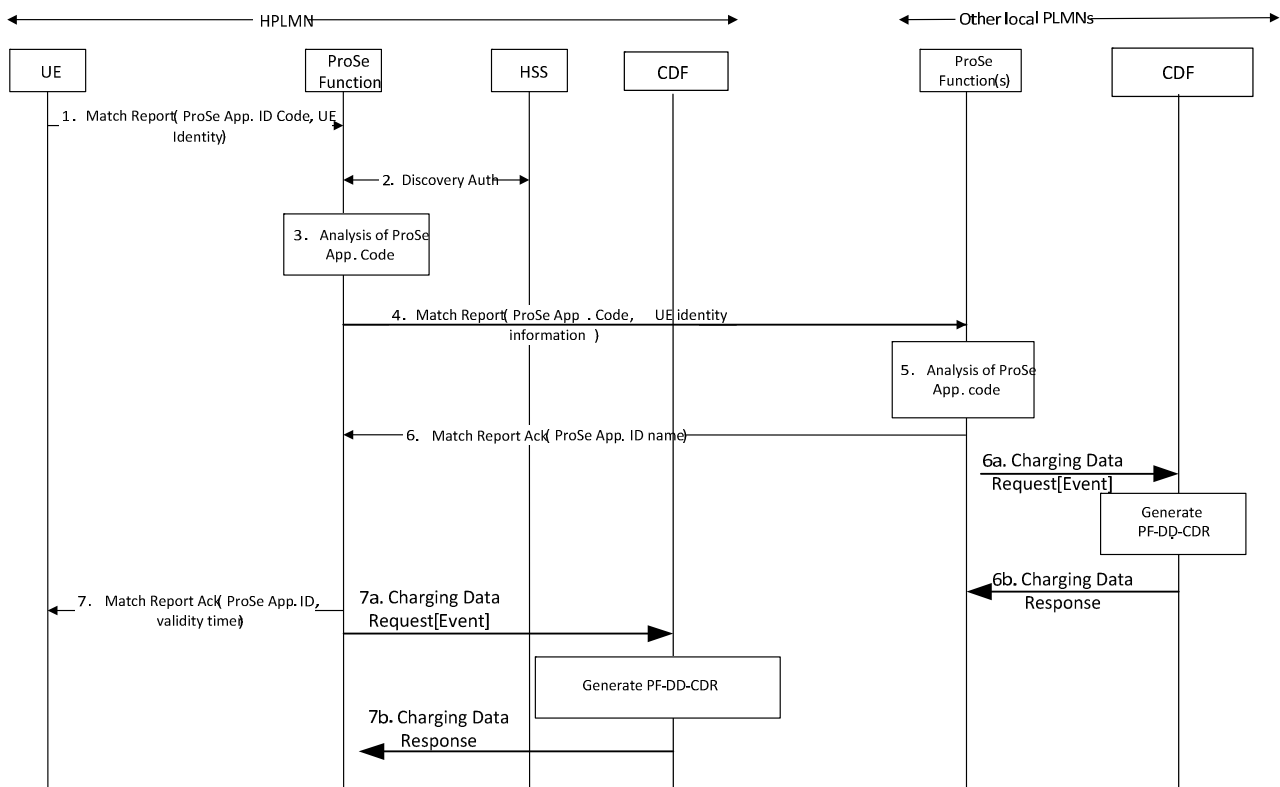 HPLMN
Other local PLMNs
UE
ProSe
Function
HSS
CDF
ProSe
Function(s)
CDF
1. Match Report( ProSe App. ID Code, UE
Identity)
2. Discovery Auth
3. Analysis of ProSe
App. Code
4. Match Report( ProSe App . Code, UE identity
information )
5. Analysis of ProSe
App. code
6. Match Report Ack( ProSe App. ID name)
6a. Charging Data
Request[Event]
Generate
PF-DD-CDR
6b. Charging Data
Response
7. Match Report Ack( ProSe App. ID,
validity timer)
7a. Charging Data
Request[Event]
Generate PF-DD-CDR
7b. Charging Data
Response